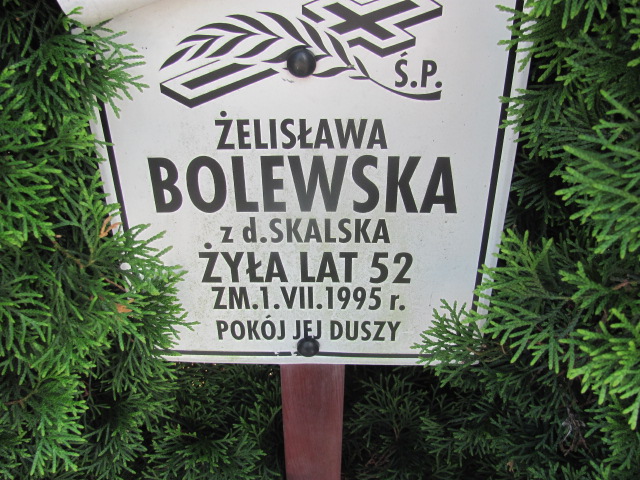 Ś.P.
ŻELISŁAWA
BOLEWSKA
z d.SKALSKA
ŻYŁA LAT 52
ZM.1.VII.1995 r.
POKÓJ JEJ DUSZY